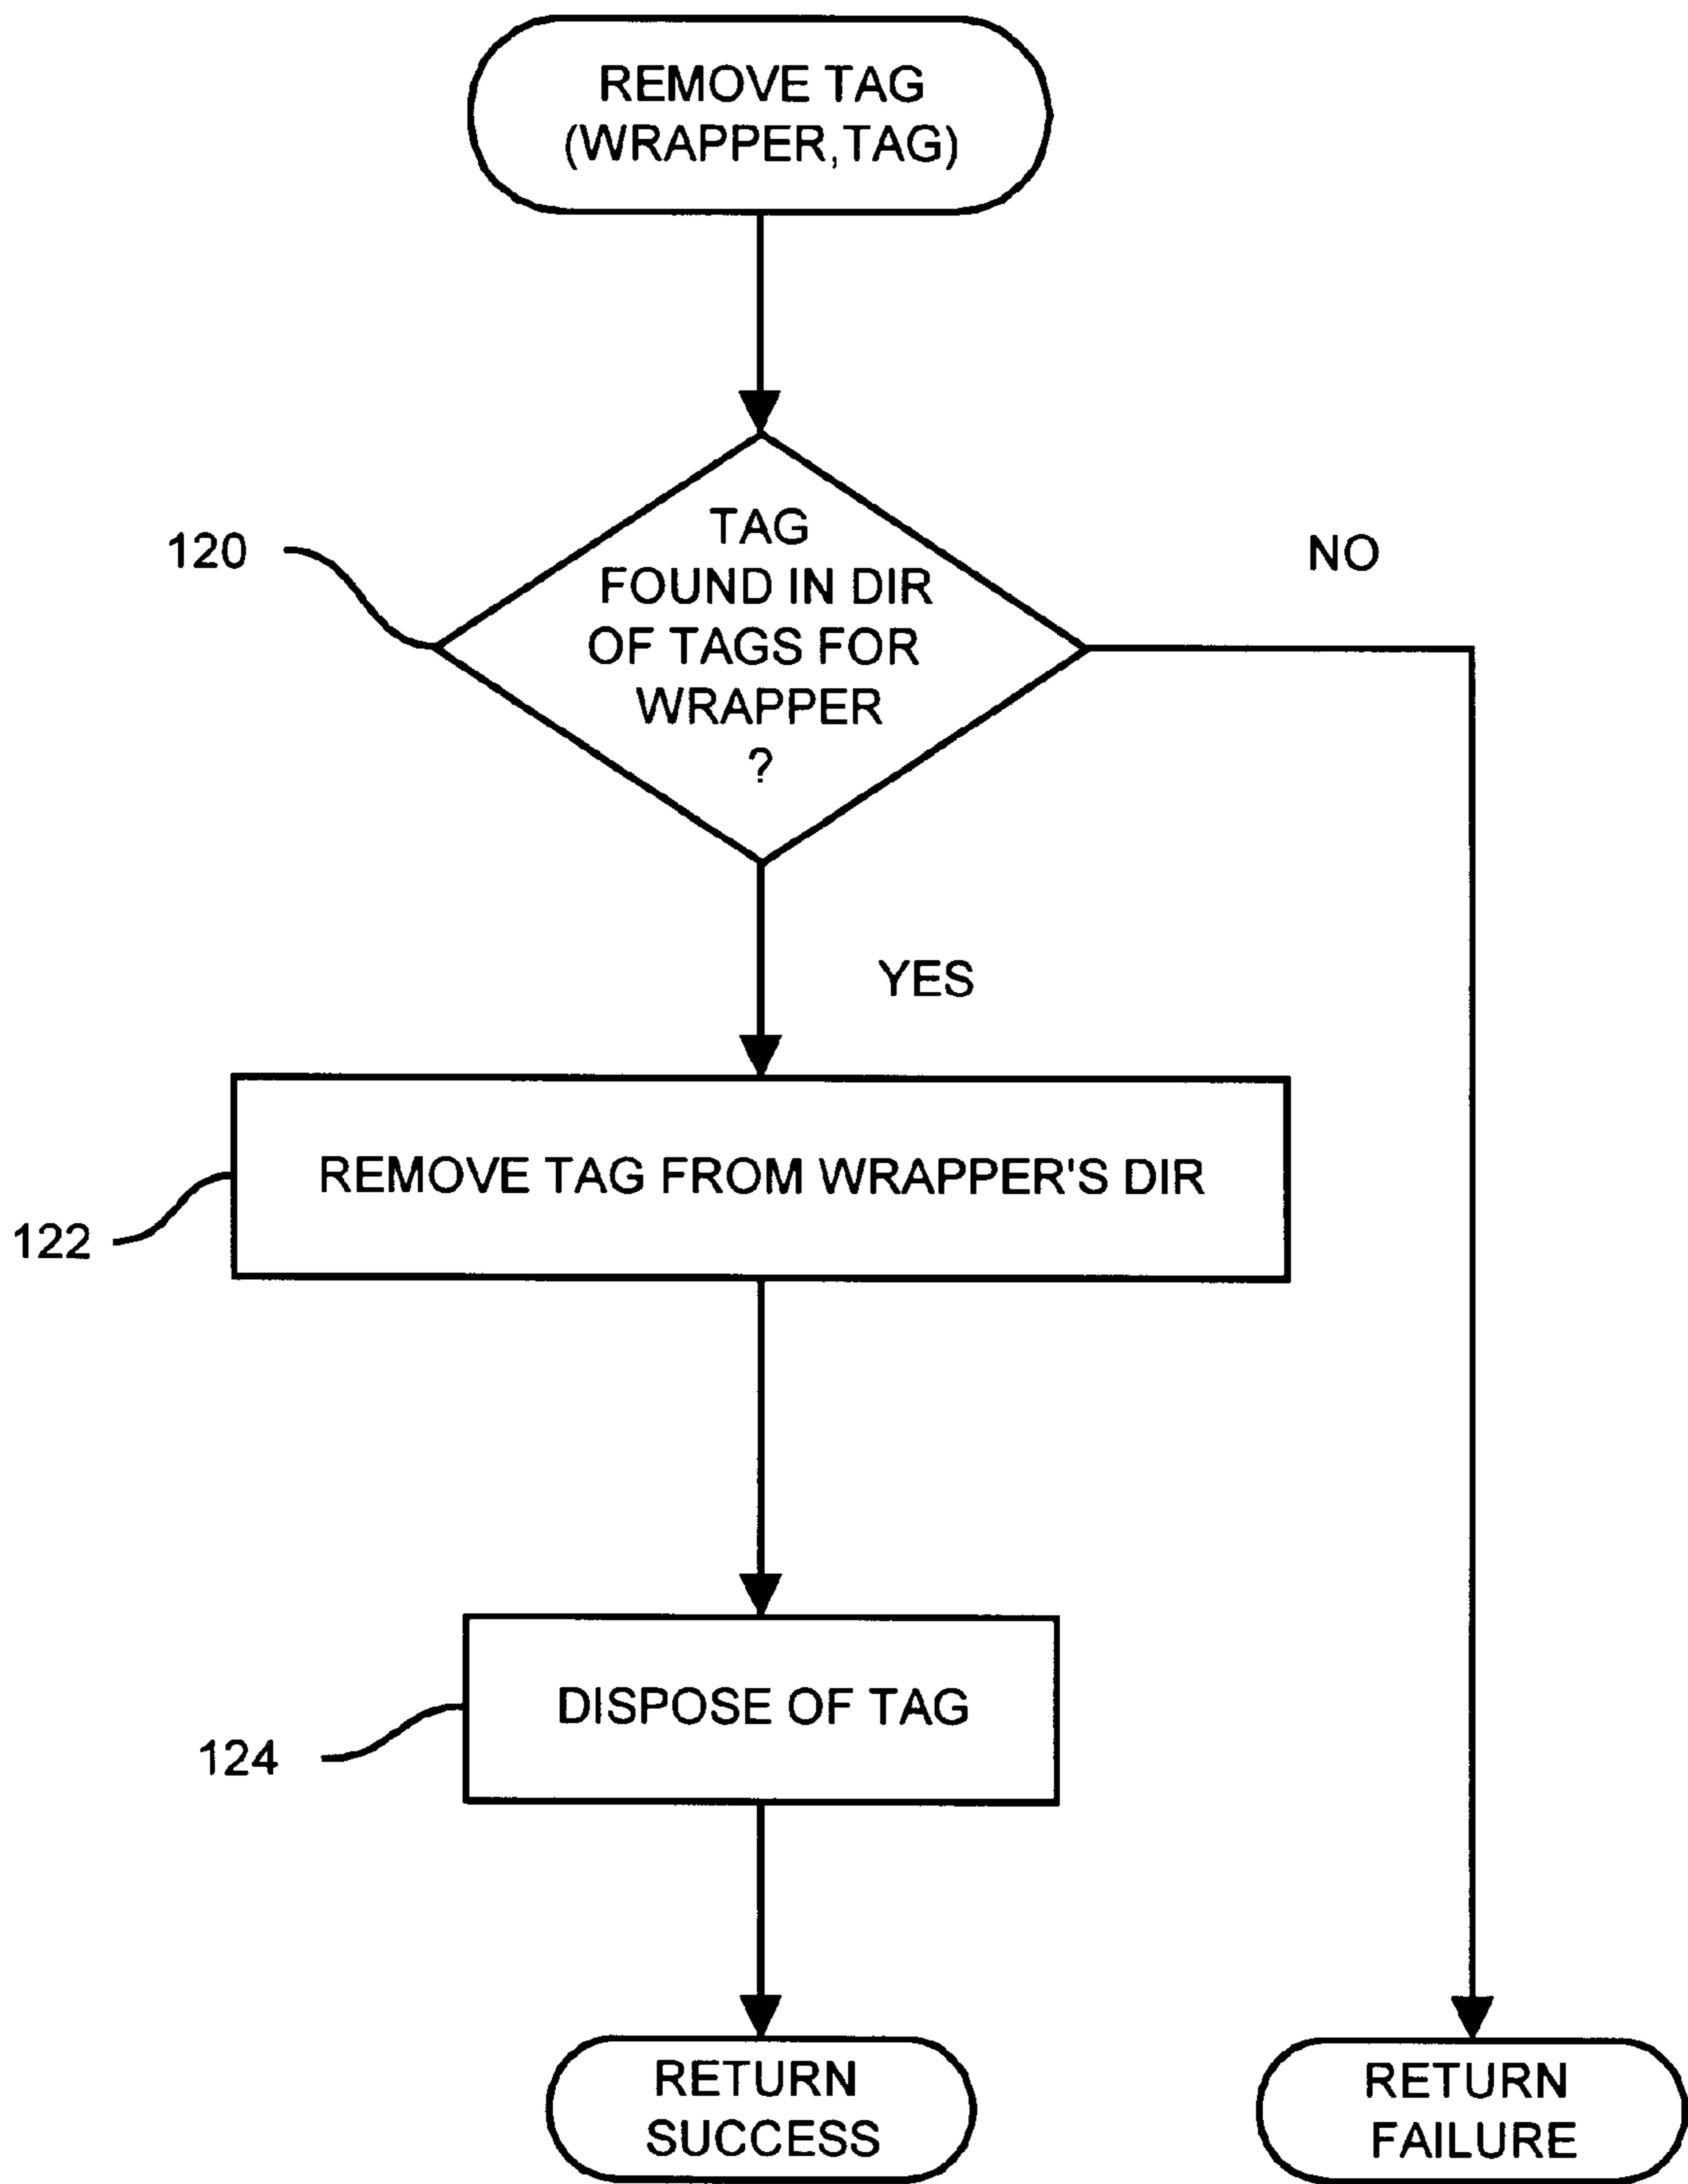 REMOVE TAG
(WRAPPER,TAG)
120
TAG
FOUND IN DIR
OF TAGS FOR
WRAPPER
?
NO
YES
REMOVE TAG FROM WRAPPER'S DIR
122
DISPOSE OF TAG
124
RETURN
SUCCESS
RETURN
FAILURE